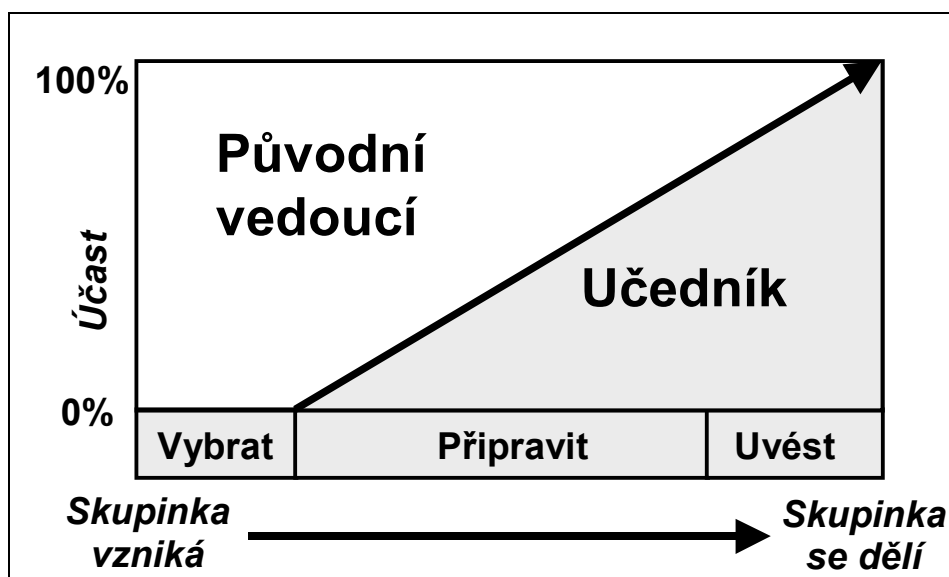 100%
Původní
vedoucí
Učedník
Účast
0%
Vybrat
Připravit
Uvést
Skupinka
vzniká
Skupinka
se dělí